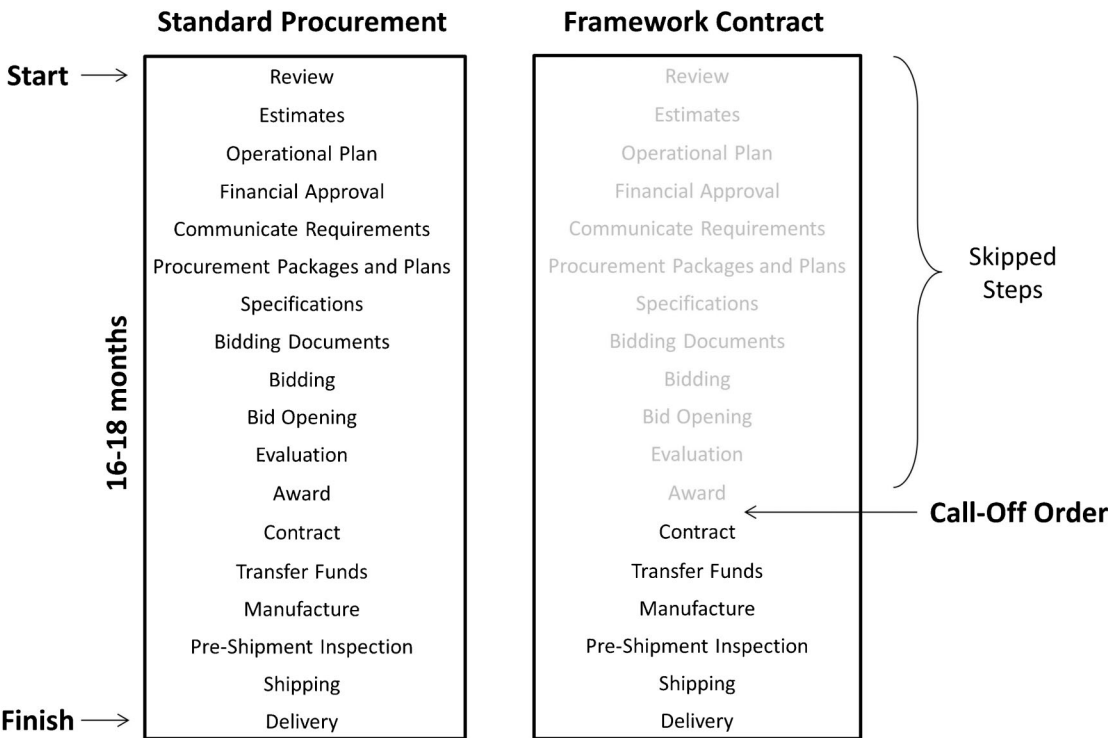 Standard Procurement
Framework Contract
Start
Review
Estimates
Operational Plan
Financial Approval
Communicate Requirements
Procurement Packages and Plans
Specifications
Bidding Documents
Bidding
Bid Opening
Evaluation
Award
Contract
Transfer Funds
Manufacture
Pre-Shipment Inspection
Shipping
Delivery
16-18 months
Finish
Review
Estimates
Operational Plan
Financial Approval
Communicate Requirements
Procurement Packages and Plans
Specifications
Bidding Documents
Bidding
Bid Opening
Evaluation
Award
Contract
Transfer Funds
Manufacture
Pre-Shipment Inspection
Shipping
Delivery
Skipped
Steps
Call-Off Order